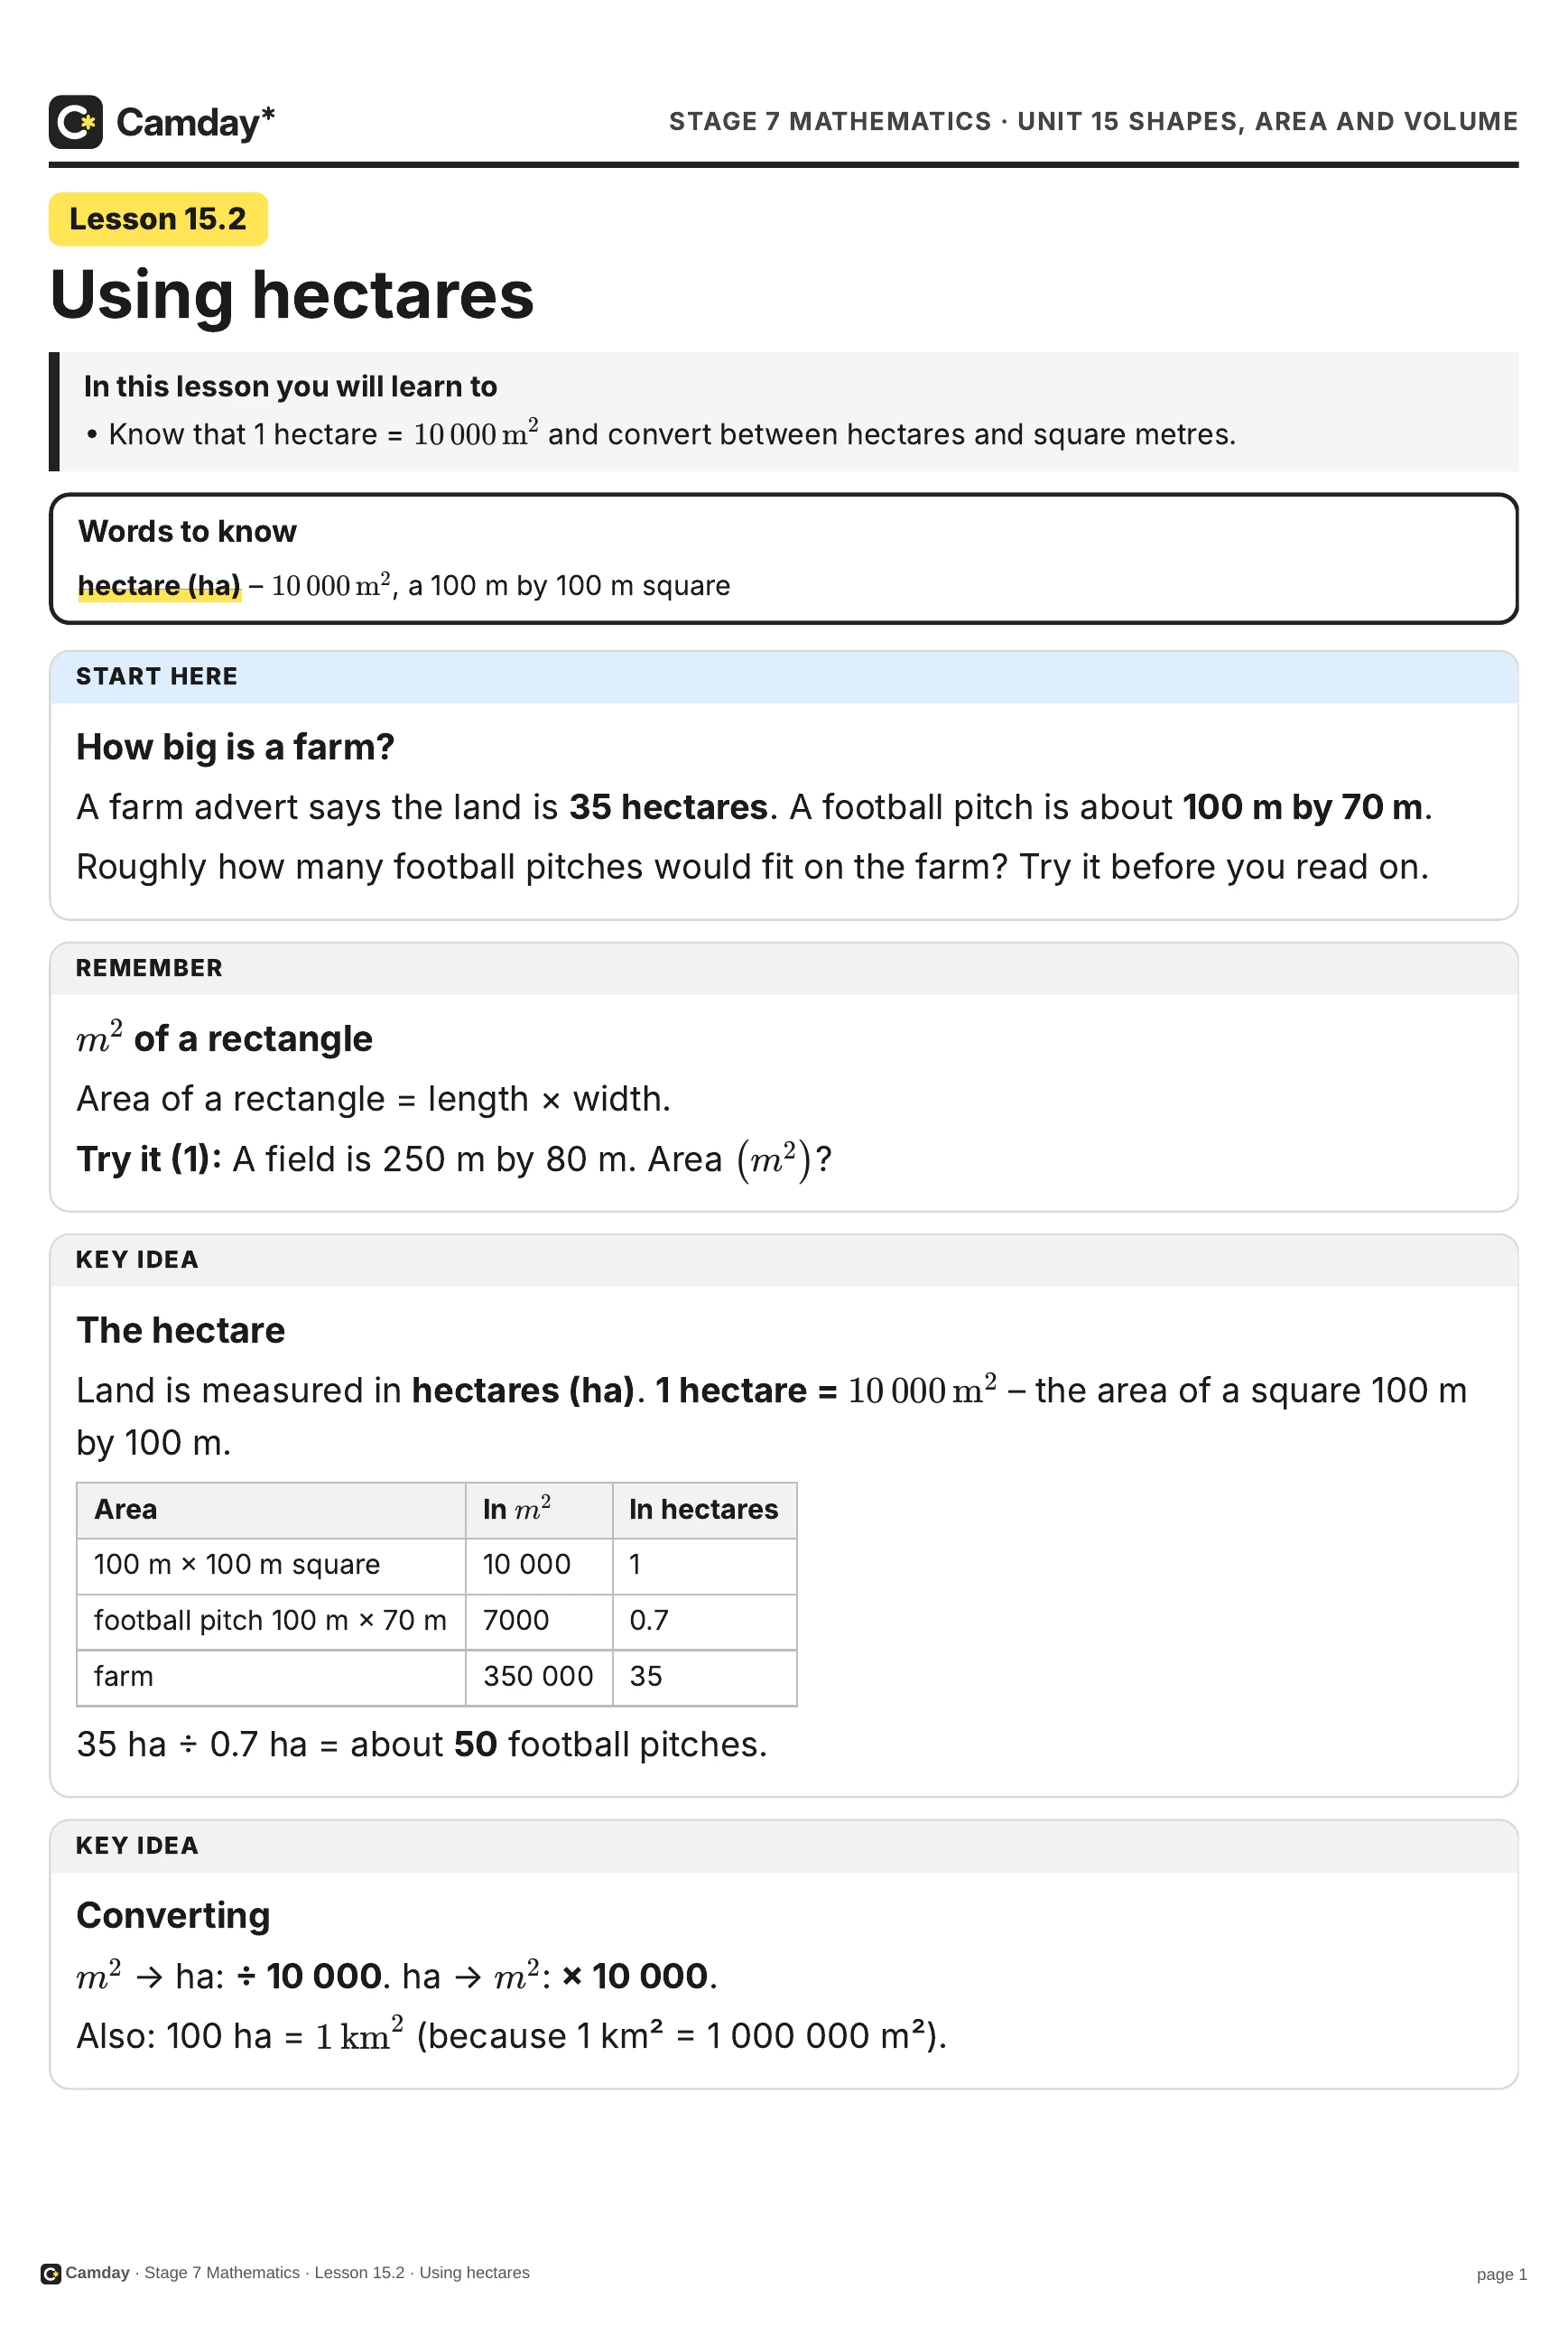 Camday*
STAGE 7 MATHEMATICS · UNIT 15 SHAPES, AREA AND VOLUME
Lesson 15.2
Using hectares
In this lesson you will learn to
• Know that 1 hectare = 10 000 m² and convert between hectares and square metres.
Words to know
hectare (ha) – 10 000 m², a 100 m by 100 m square
START HERE
How big is a farm?
A farm advert says the land is 35 hectares. A football pitch is about 100 m by 70 m.
Roughly how many football pitches would fit on the farm? Try it before you read on.
REMEMBER
m² of a rectangle
Area of a rectangle = length × width.
Try it (1): A field is 250 m by 80 m. Area (m²)?
KEY IDEA
The hectare
Land is measured in hectares (ha). 1 hectare = 10 000 m² – the area of a square 100 m
by 100 m.
Area In m² In hectares
100 m × 100 m square 10 000 1
football pitch 100 m × 70 m 7000 0.7
farm 350 000 35
35 ha ÷ 0.7 ha = about 50 football pitches.
KEY IDEA
Converting
m² → ha: ÷ 10 000. ha → m²: × 10 000.
Also: 100 ha = 1 km² (because 1 km² = 1 000 000 m²).
Camday · Stage 7 Mathematics · Lesson 15.2 · Using hectares
page 1